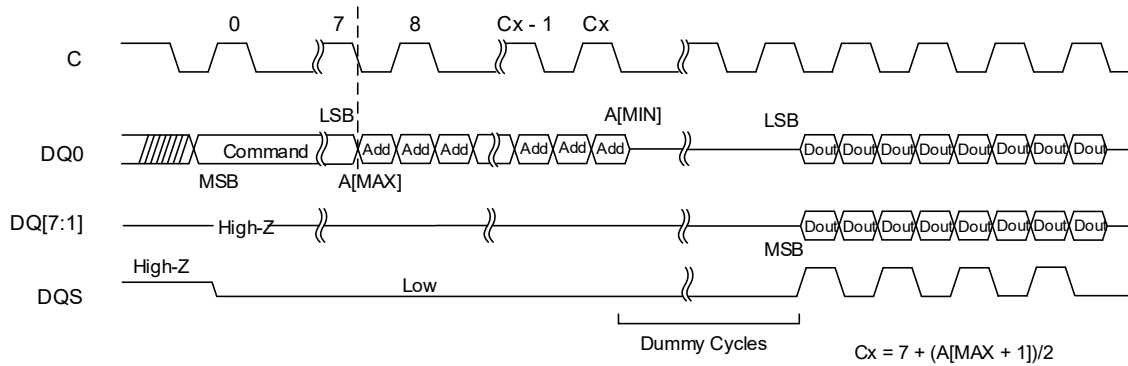 0 7 8 Cx - 1 Cx
C
LSB A[MIN] LSB
DQ0 Command Add Add Add Add Add Add Dout Dout Dout Dout Dout Dout Dout Dout
MSB A[MAX]
DQ[7:1] High-Z Dout Dout Dout Dout Dout Dout Dout Dout
MSB
High-Z
DQS Low
Dummy Cycles Cx = 7 + (A[MAX + 1])/2